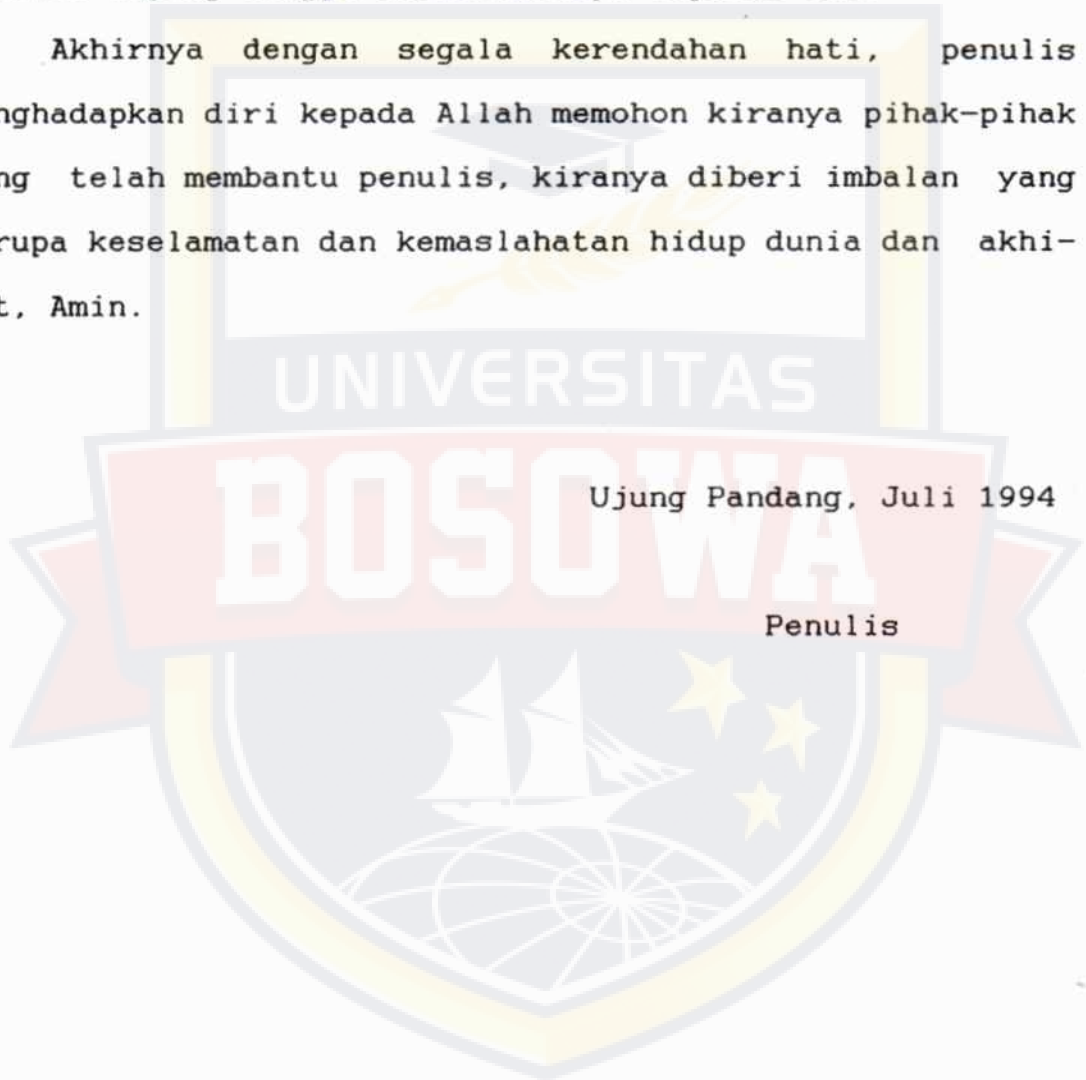 Akhirnya dengan segala kerendahan hati, penulis
nghadapkan diri kepada Allah memohon kiranya pihak-pihak
ng telah membantu penulis, kiranya diberi imbalan yang
rupa keselamatan dan kemaslahatan hidup dunia dan akhi-
t, Amin.
UNIVERSITAS
BOSOWA
Ujung Pandang, Juli 1994
Penulis